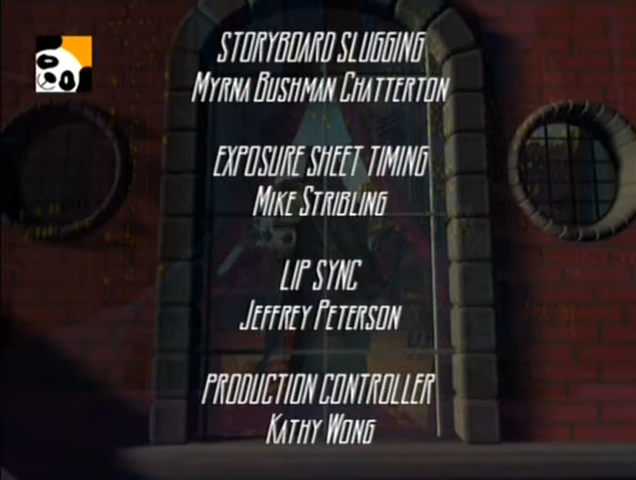 STORYBOARD SLUGGING
MYRNA BUSHMAN CHATTERTON
EXPOSURE SHEET TIMING
MIKE STRIBLING
LIP SYNC
JEFFREY PETERSON
PRODUCTION CONTROLLER
KATHY WONG